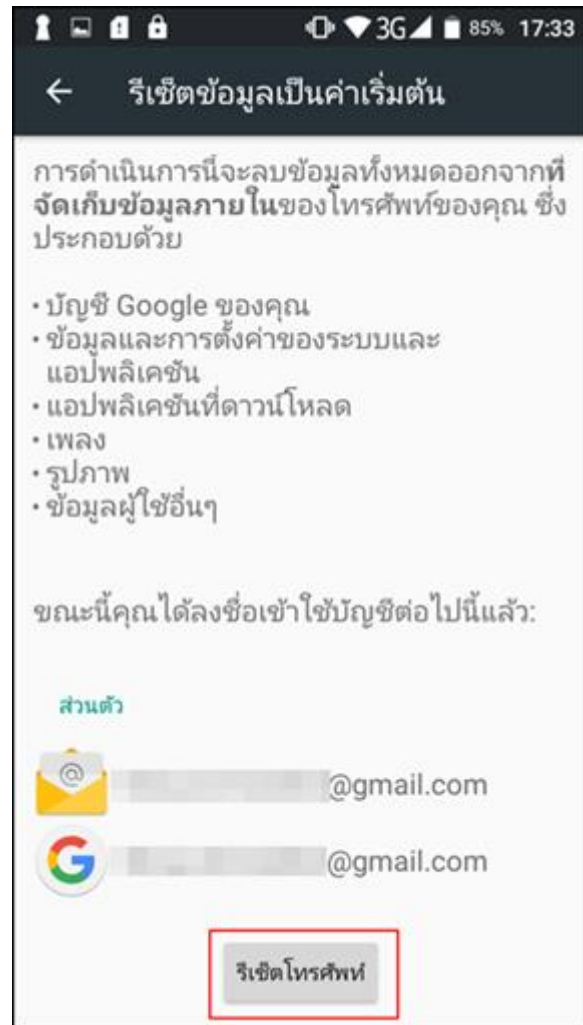 3G 85% 17:33
รีเซ็ตข้อมูลเป็นค่าเริ่มต้น
การดำเนินการนี้จะลบข้อมูลทั้งหมดออกจากที่
จัดเก็บข้อมูลภายในของโทรศัพท์ของคุณ ซึ่ง
ประกอบด้วย
• บัญชี Google ของคุณ
• ข้อมูลและการตั้งค่าของระบบและ
แอปพลิเคชัน
• แอปพลิเคชันที่ดาวน์โหลด
• เพลง
• รูปภาพ
• ข้อมูลผู้ใช้อื่นๆ
ขณะนี้คุณได้ลงชื่อเข้าใช้บัญชีต่อไปนี้แล้ว:
ส่วนตัว
@gmail.com
@gmail.com
รีเซ็ตโทรศัพท์